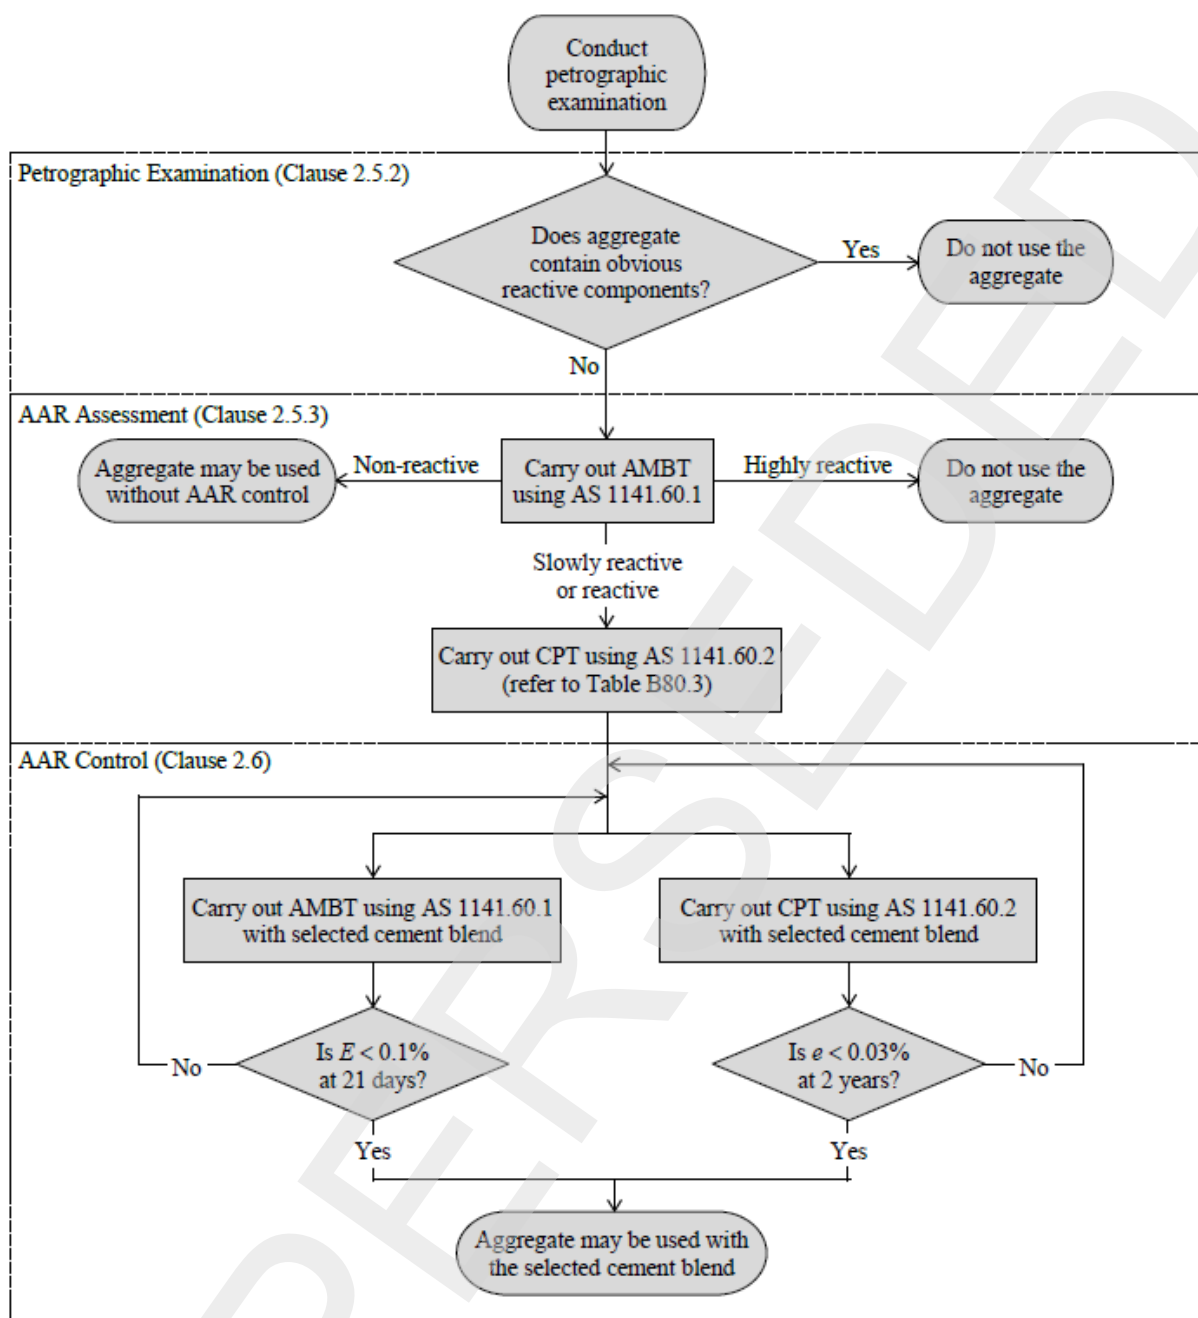 Conduct
petrographic
examination
Petrographic Examination (Clause 2.5.2)
Does aggregate
contain obvious
reactive components?
Yes
Do not use the
aggregate
No
AAR Assessment (Clause 2.5.3)
Aggregate may be used
without AAR control
Non-reactive
Carry out AMBT
using AS 1141.60.1
Highly reactive
Do not use the
aggregate
Slowly reactive
or reactive
Carry out CPT using AS 1141.60.2
(refer to Table B80.3)
AAR Control (Clause 2.6)
Carry out AMBT using AS 1141.60.1
with selected cement blend
Carry out CPT using AS 1141.60.2
with selected cement blend
No
Is E < 0.1%
at 21 days?
Is e < 0.03%
at 2 years?
No
Yes
Yes
Aggregate may be used with
the selected cement blend
PERSEDED